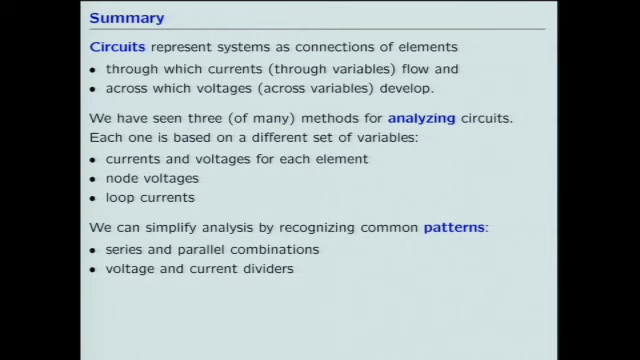 Summary
Circuits represent systems as connections of elements
• through which currents (through variables) flow and
• across which voltages (across variables) develop.
We have seen three (of many) methods for analyzing circuits.
Each one is based on a different set of variables:
• currents and voltages for each element
• node voltages
• loop currents
We can simplify analysis by recognizing common patterns:
• series and parallel combinations
• voltage and current dividers